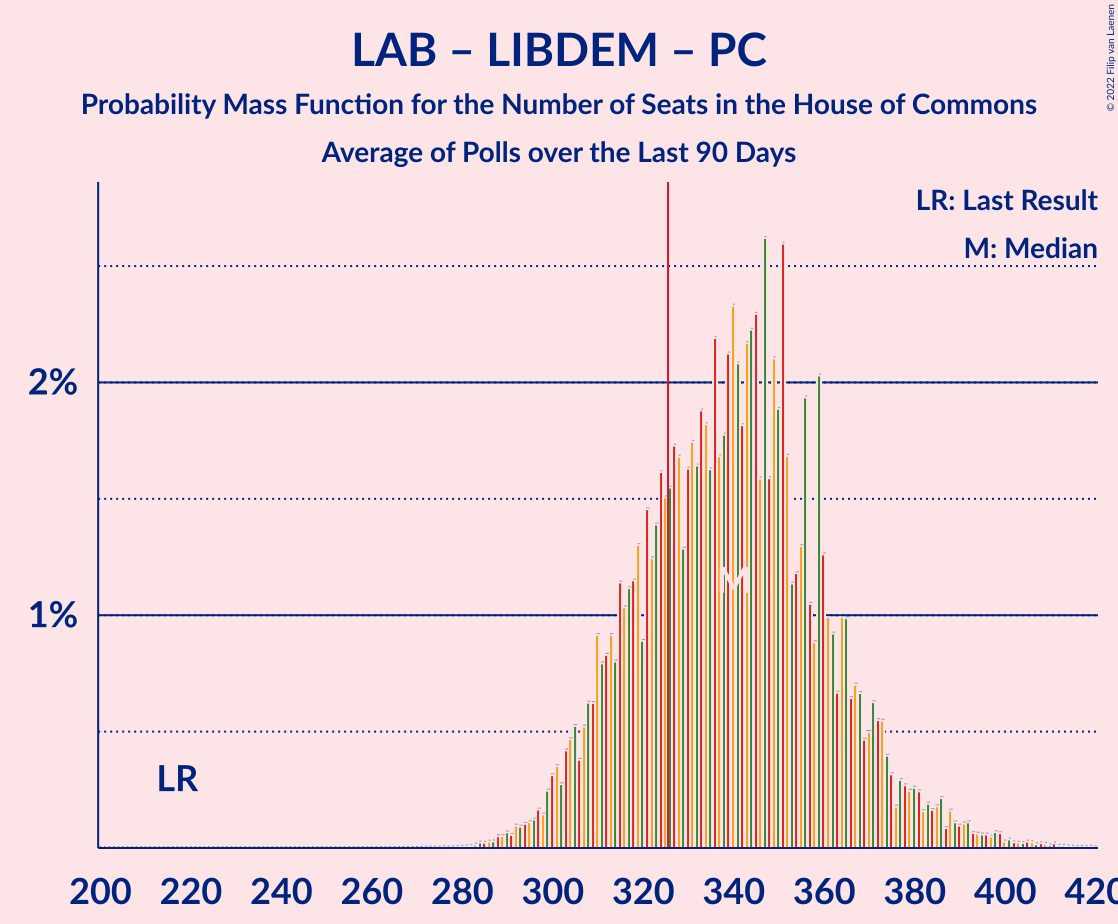 LAB – LIBDEM – PC
Probability Mass Function for the Number of Seats in the House of Commons
Average of Polls over the Last 90 Days
© 2022 Filip van Laenen
LR: Last Result
M: Median
2%
1%
LR
M
200 220 240 260 280 300 320 340 360 380 400 420